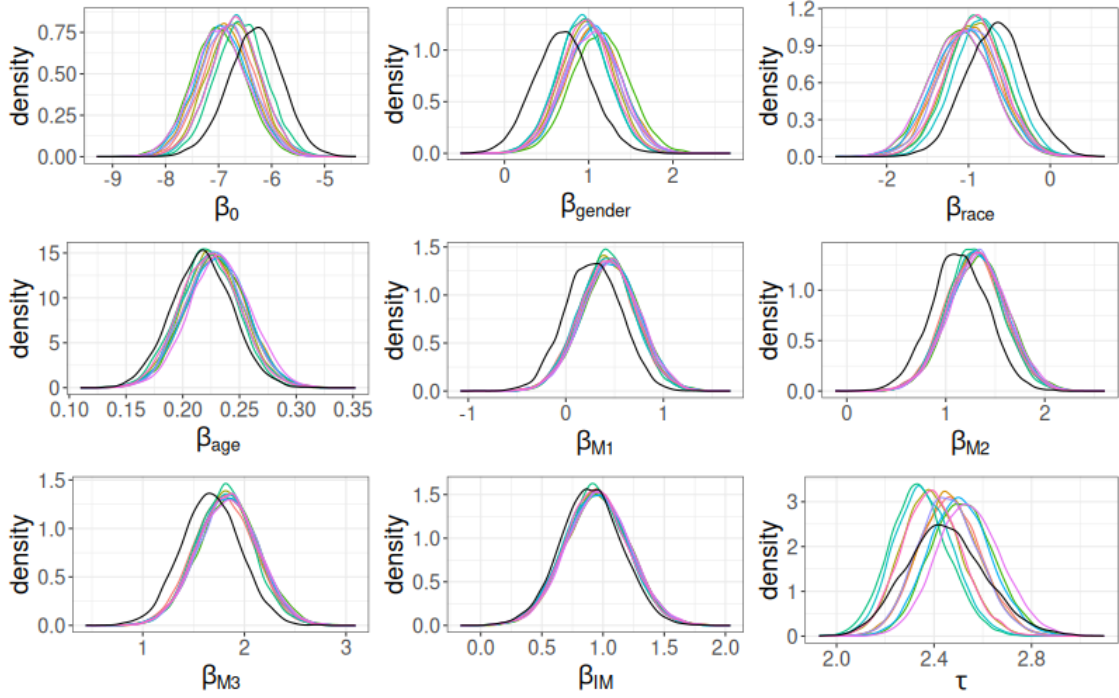 density
0.75
0.50
0.25
0.00
-9 -8 -7 -6 -5
β0
density
1.0
0.5
0.0
0 1 2
βgender
density
1.2
0.9
0.6
0.3
0.0
-2 -1 0
βrace
density
15
10
5
0
0.10 0.15 0.20 0.25 0.30 0.35
βage
density
1.5
1.0
0.5
0.0
-1 0 1
βM1
density
1.0
0.5
0.0
0 1 2
βM2
density
1.5
1.0
0.5
0.0
1 2 3
βM3
density
1.5
1.0
0.5
0.0
0.0 0.5 1.0 1.5 2.0
βIM
density
3
2
1
0
2.0 2.4 2.8
τ